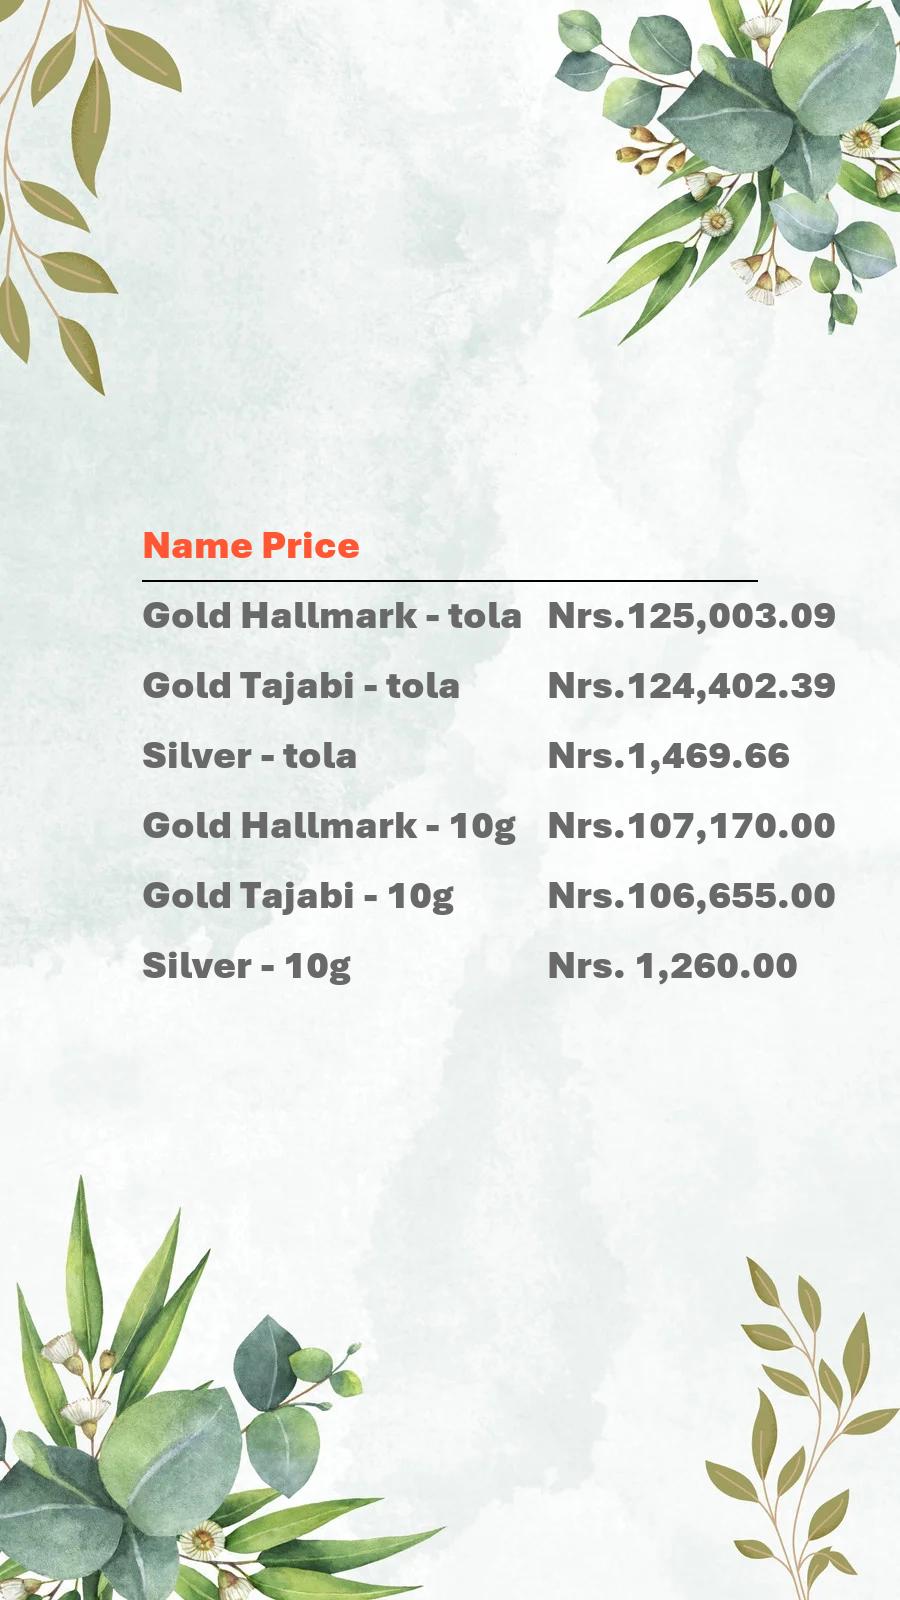 Name Price
Gold Hallmark - tola Nrs.125,003.09
Gold Tajabi - tola Nrs.124,402.39
Silver - tola Nrs.1,469.66
Gold Hallmark - 10g Nrs.107,170.00
Gold Tajabi - 10g Nrs.106,655.00
Silver - 10g Nrs. 1,260.00